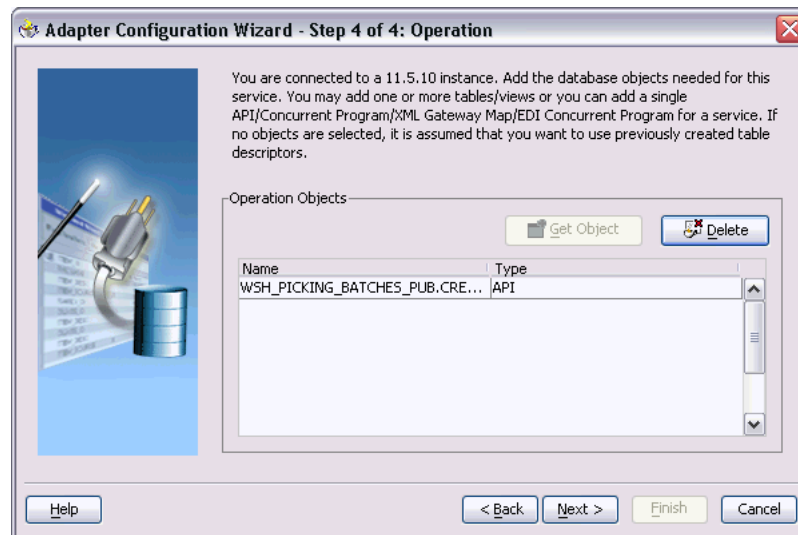 Adapter Configuration Wizard - Step 4 of 4: Operation
You are connected to a 11.5.10 instance. Add the database objects needed for this
service. You may add one or more tables/views or you can add a single
API/Concurrent Program/XML Gateway Map/EDI Concurrent Program for a service. If
no objects are selected, it is assumed that you want to use previously created table
descriptors.
Operation Objects
Get Object Delete
Name Type
WSH_PICKING_BATCHES_PUB.CRE... API
Help < Back Next > Finish Cancel